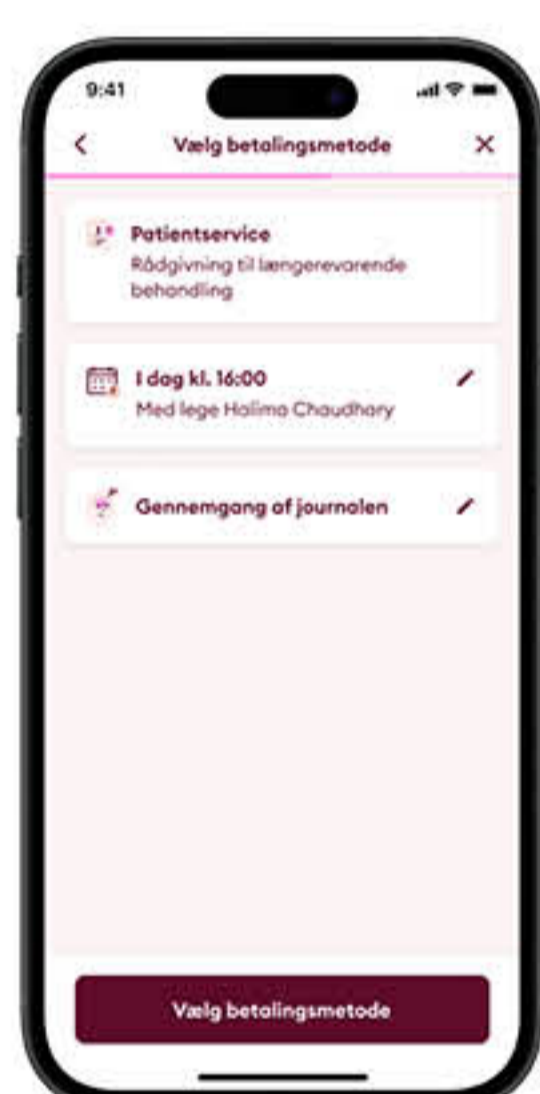 9:41
Vælg betalingsmetode
Patientservice
Rådgivning til længerevarende
behandling
I dag kl. 16:00
Med lege Halima Chaudhary
Gennemgang af journalen
Vælg betalingsmetode